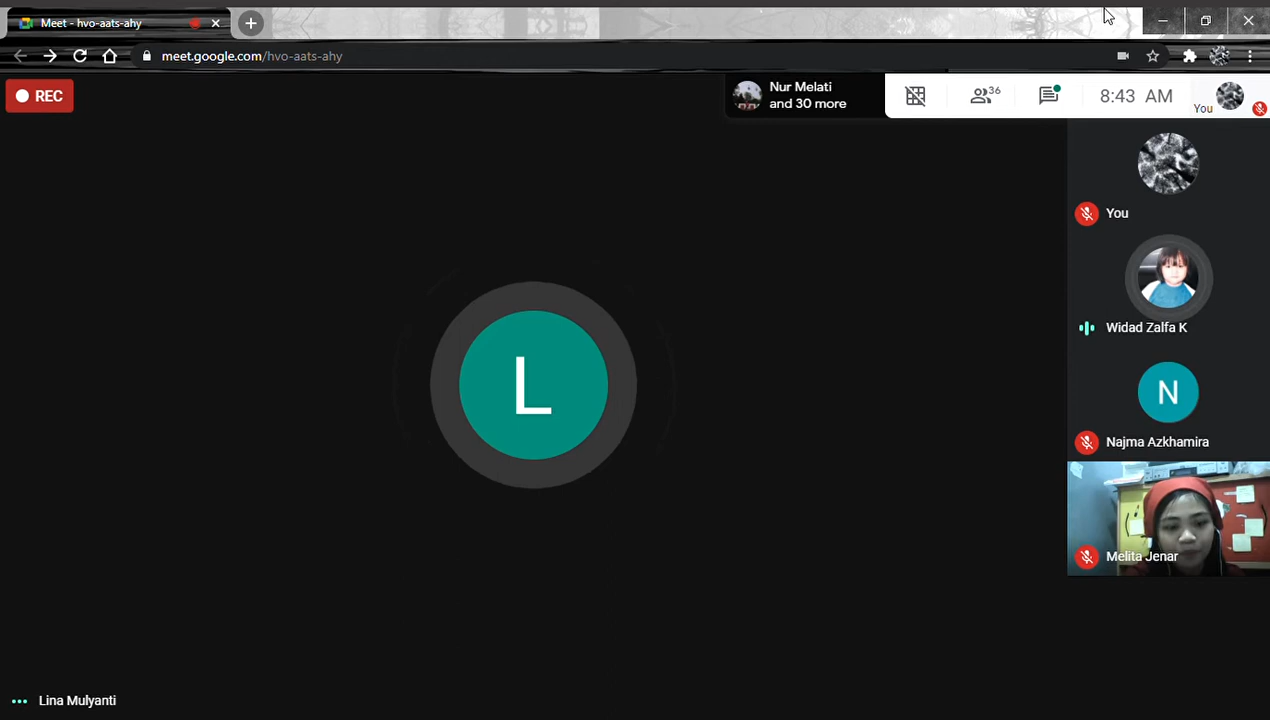 Meet - hvo-aats-ahy
meet.google.com/hvo-aats-ahy
REC
Nur Melati
and 30 more
36
8:43 AM
You
You
Widad Zalfa K
N
Najma Azkhamira
L
Melita Jenar
Lina Mulyanti